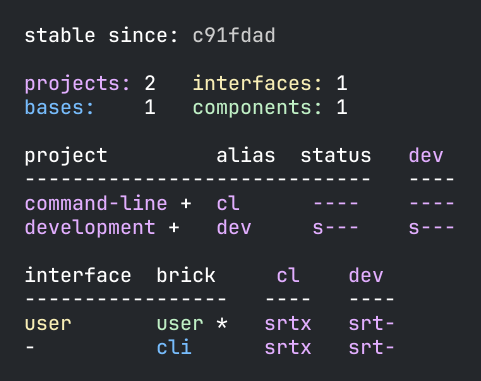 stable since: c91fdad
projects: 2   interfaces: 1
bases:    1   components: 1
project         alias  status   dev
-----------------------------   ----
command-line +  cl      ----    ----
development +   dev     s---    s---
interface  brick     cl    dev
-----------------   ----   ----
user       user *   srtx   srt-
-          cli      srtx   srt-